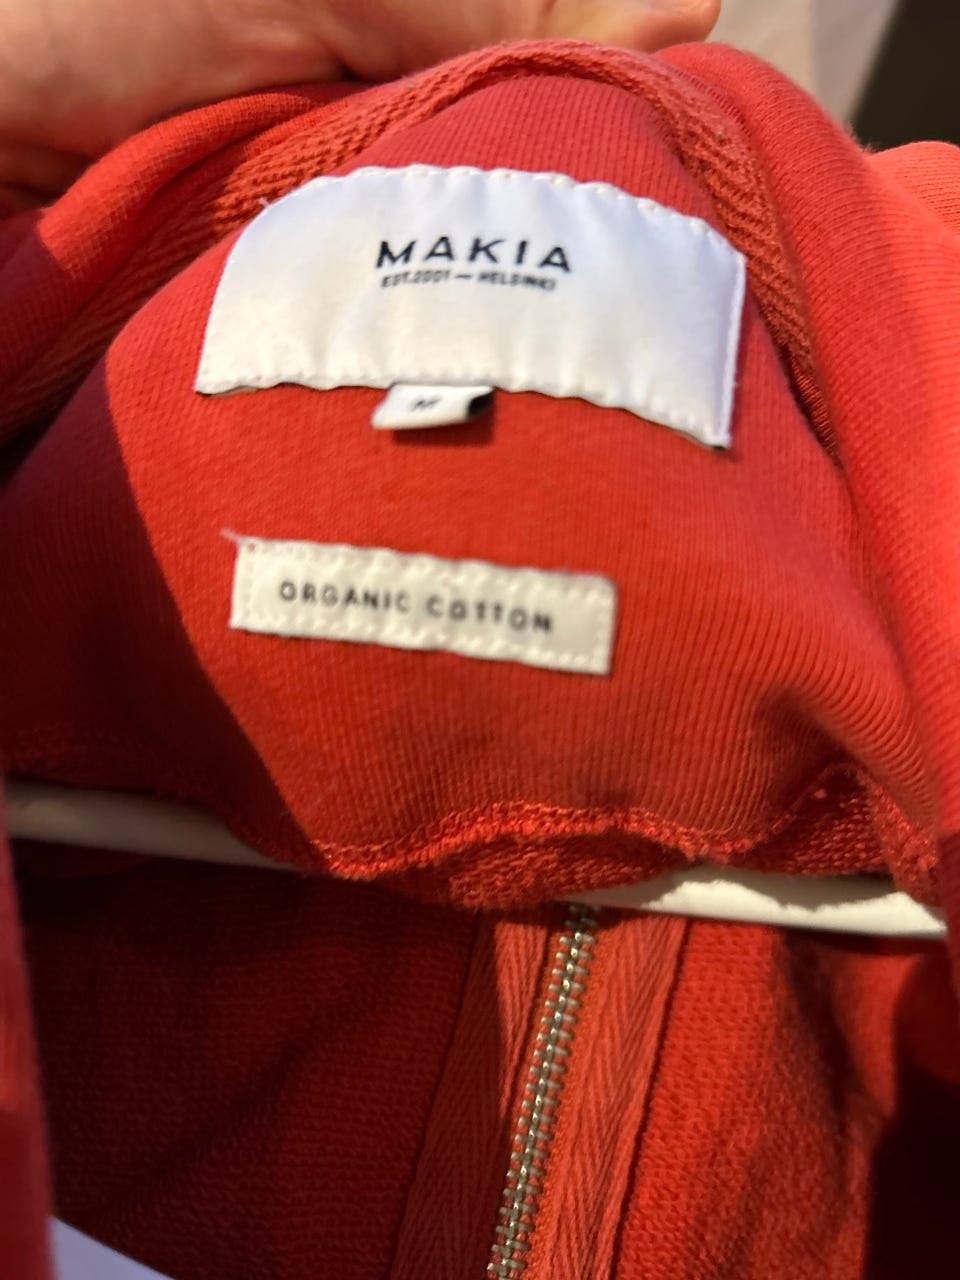 MAKIA
EST.2001 — HELSINKI
M
ORGANIC COTTON